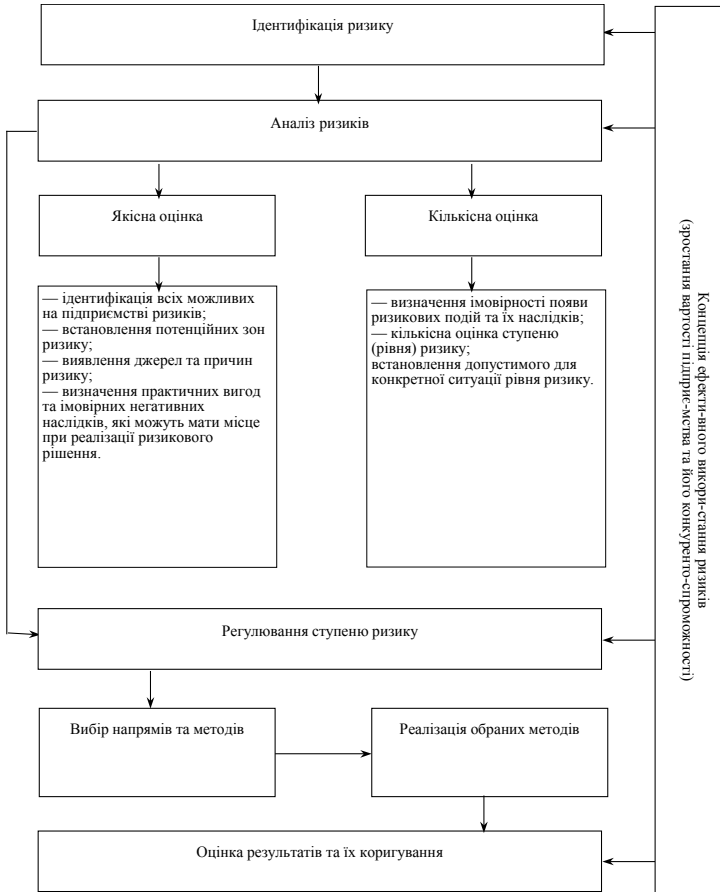 Ідентифікація ризику
Аналіз ризиків
Якісна оцінка
Кількісна оцінка
— ідентифікація всіх можливих
на підприємстві ризиків;
— встановлення потенційних зон
ризику;
— виявлення джерел та причин
ризику;
— визначення практичних вигод
та імовірних негативних
наслідків, які можуть мати місце
при реалізації ризикового
рішення.
— визначення імовірності появи
ризикових подій та їх наслідків;
— кількісна оцінка ступеню
(рівня) ризику;
встановлення допустимого для
конкретної ситуації рівня ризику.
Регулювання ступеню ризику
Вибір напрямів та методів
Реалізація обраних методів
Оцінка результатів та їх коригування
Концепція ефекти-вного викори-стання ризиків
(зростання вартості підприє-мства та його конкуренто-спроможності)